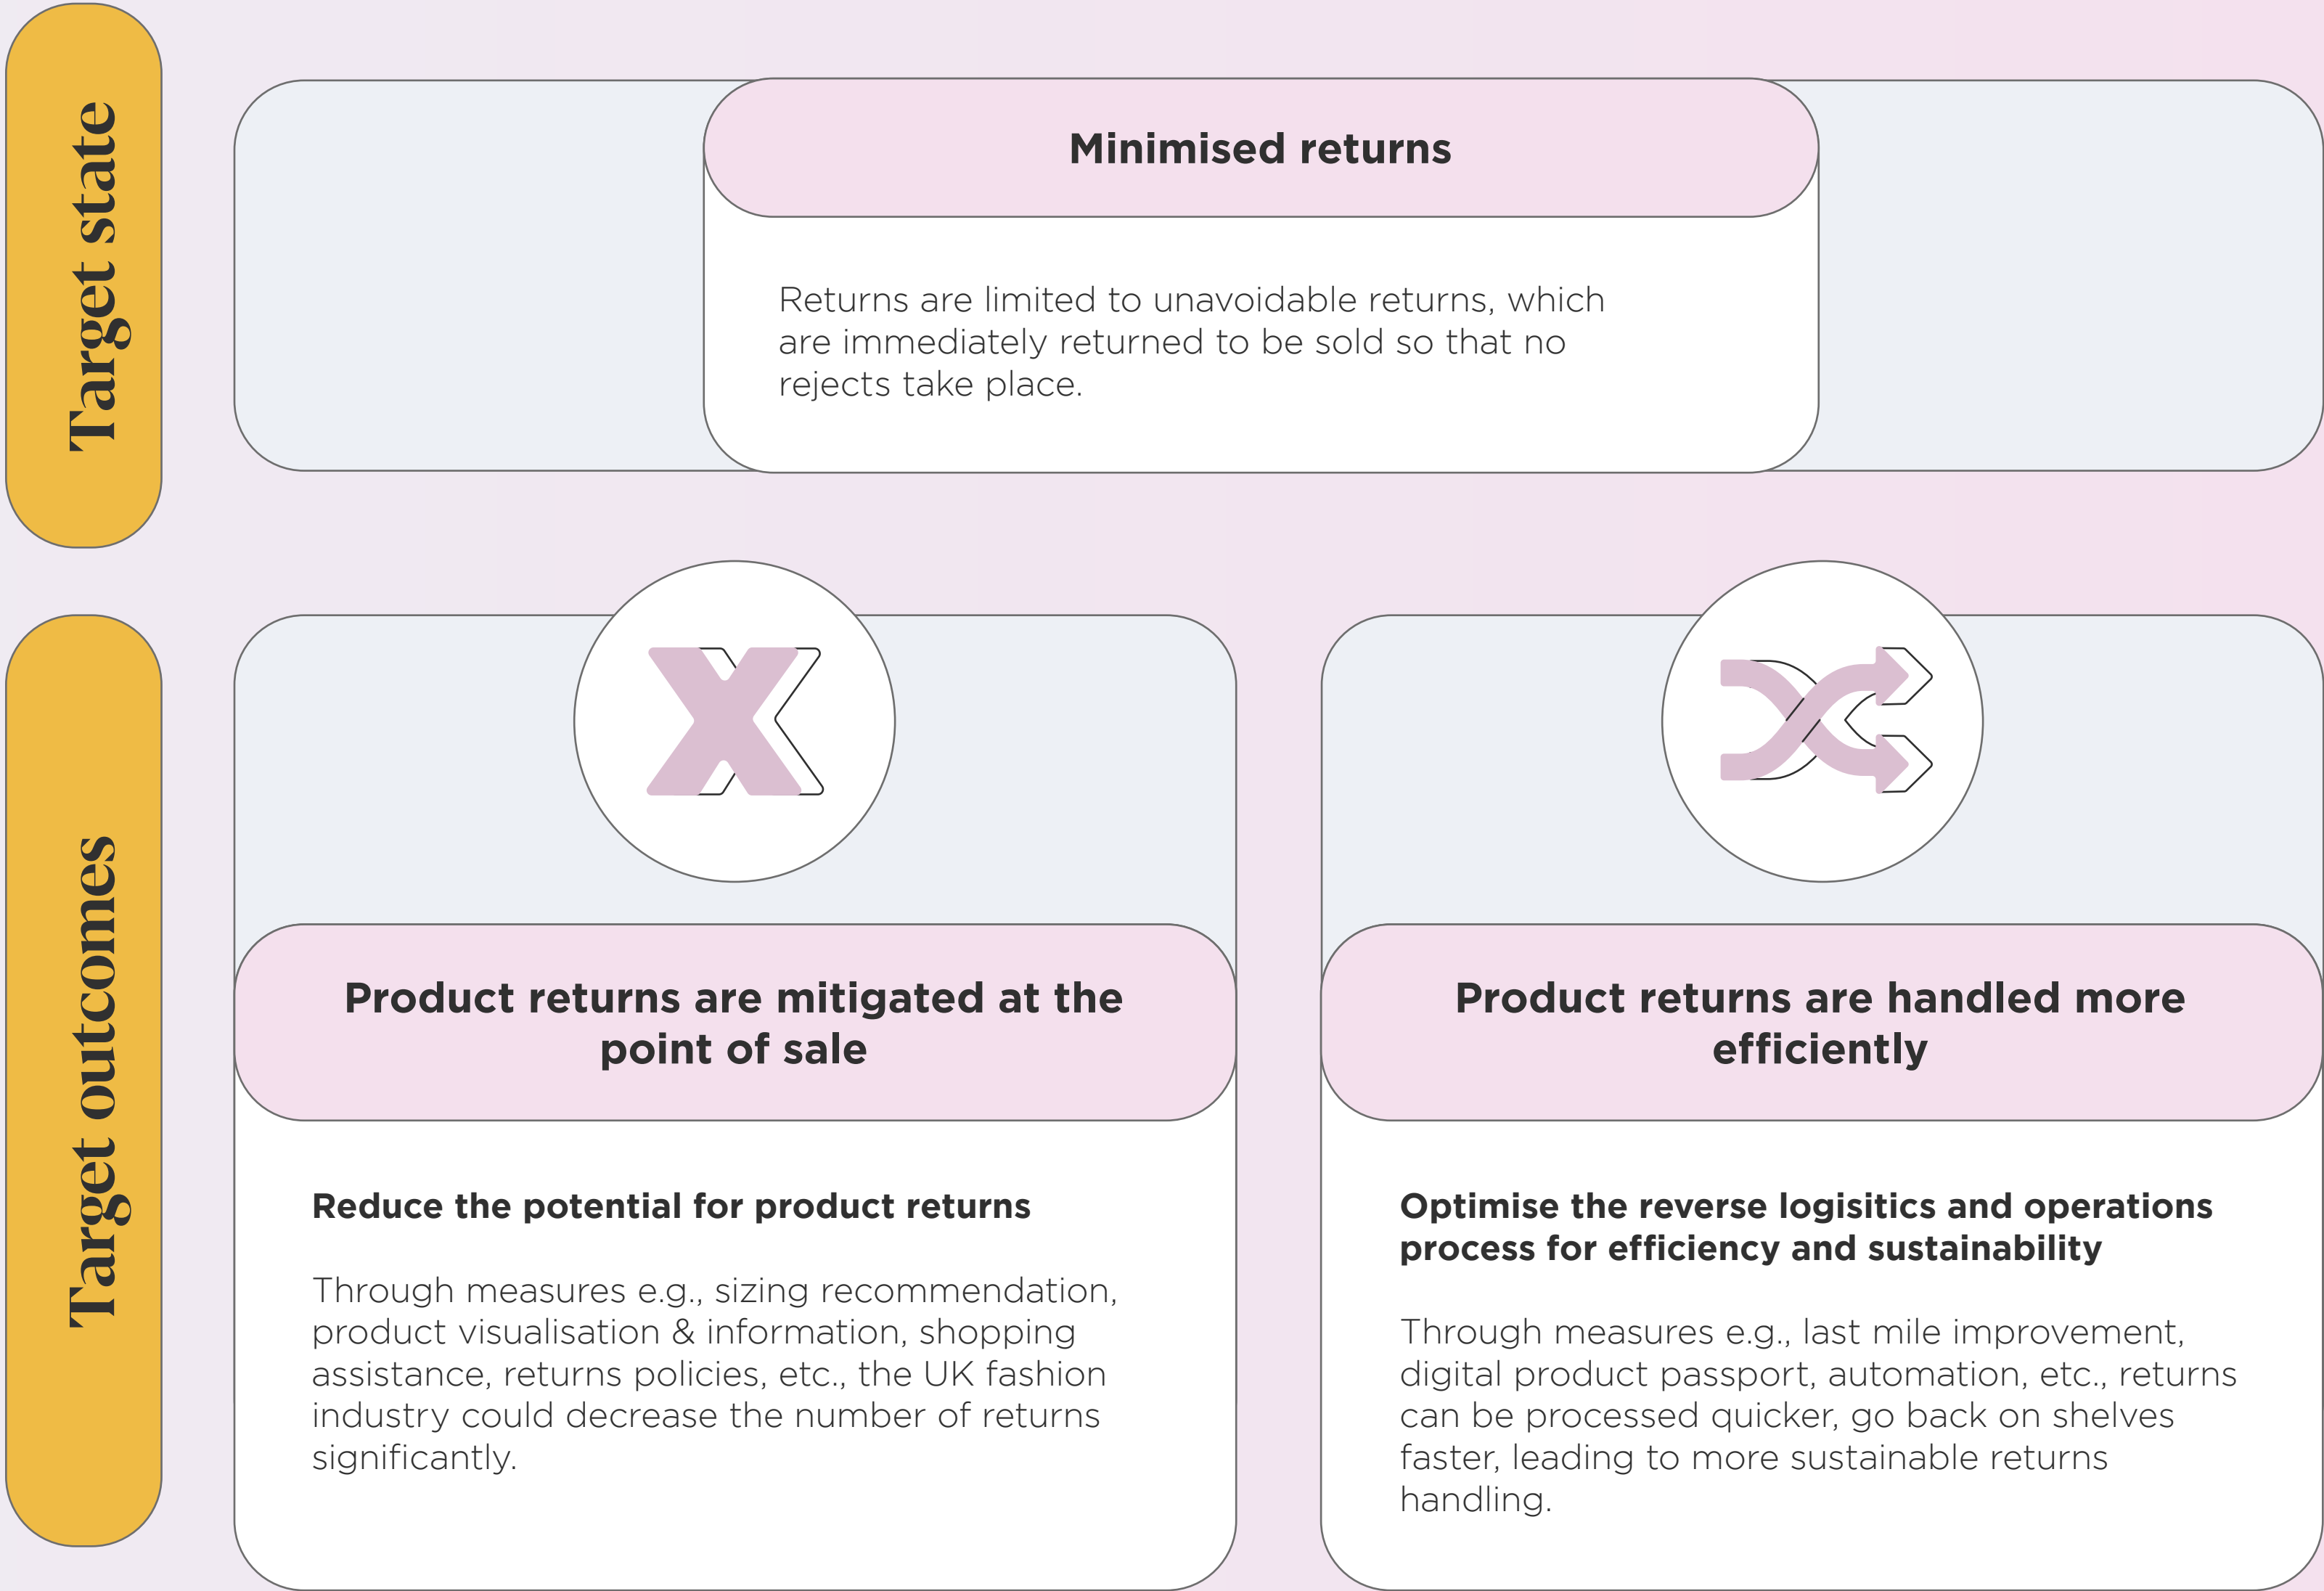 Target state
Minimised returns
Returns are limited to unavoidable returns, which
are immediately returned to be sold so that no
rejects take place.
Target outcomes
Product returns are mitigated at the
point of sale
Reduce the potential for product returns
Through measures e.g., sizing recommendation,
product visualisation & information, shopping
assistance, returns policies, etc., the UK fashion
industry could decrease the number of returns
significantly.
Product returns are handled more
efficiently
Optimise the reverse logisitics and operations
process for efficiency and sustainability
Through measures e.g., last mile improvement,
digital product passport, automation, etc., returns
can be processed quicker, go back on shelves
faster, leading to more sustainable returns
handling.